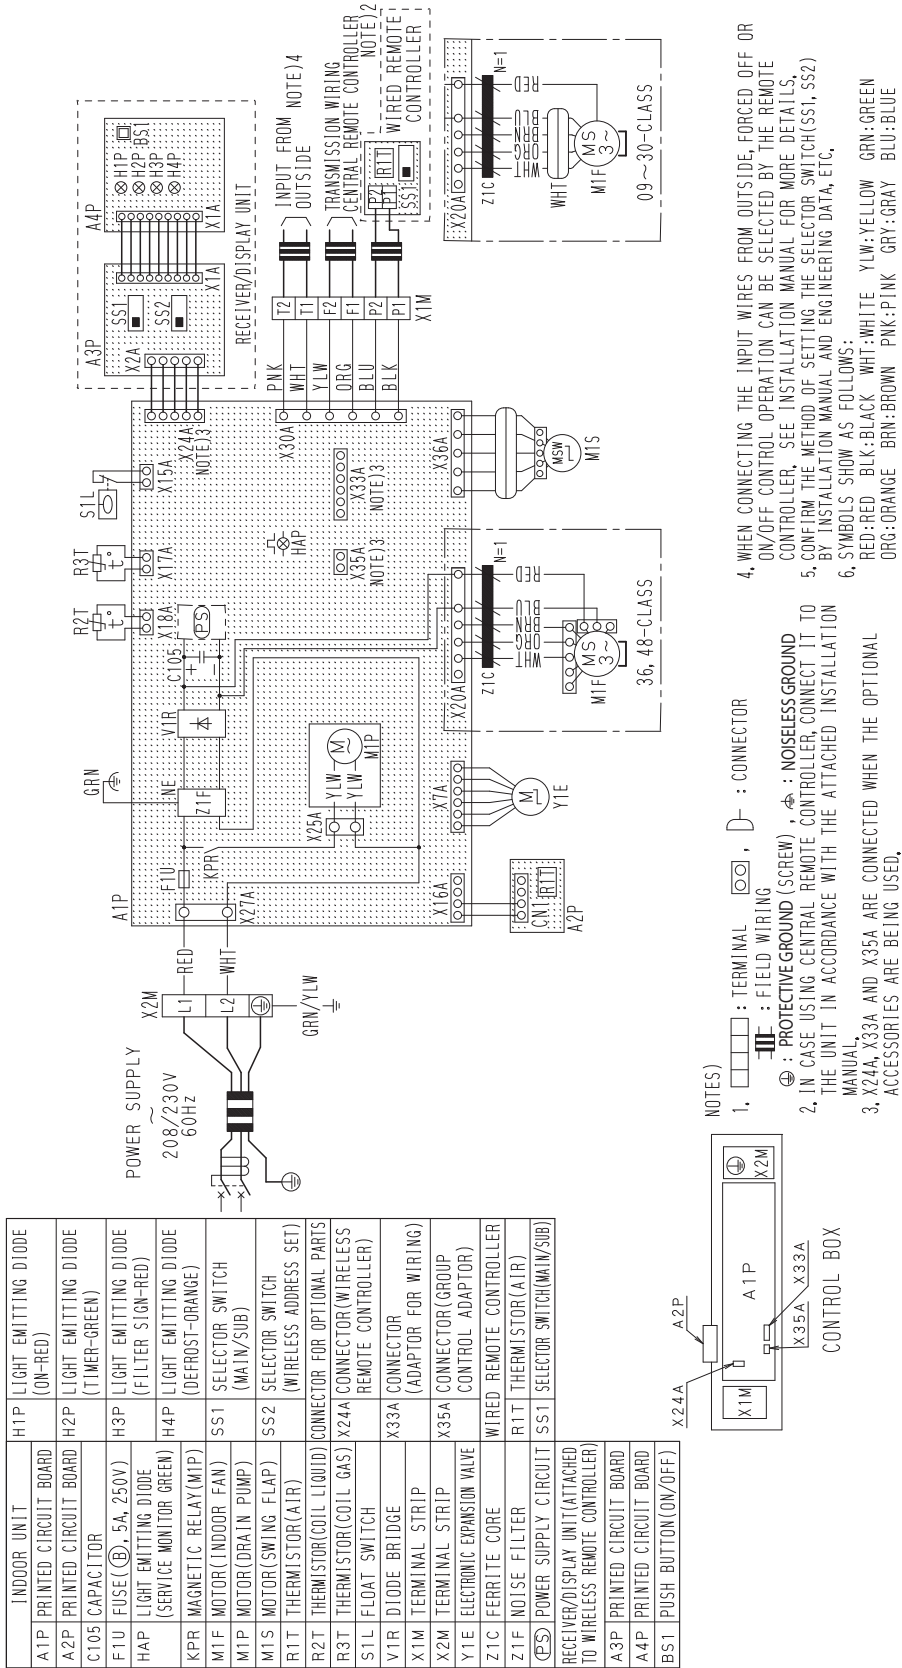 INDOOR UNIT
A1P PRINTED CIRCUIT BOARD
A2P PRINTED CIRCUIT BOARD
C105 CAPACITOR
F1U FUSE(Ⓑ, 5A, 250V)
HAP LIGHT EMITTING DIODE
(SERVICE MONITOR GREEN)
KPR MAGNETIC RELAY(M1P)
M1F MOTOR(INDOOR FAN)
M1P MOTOR(DRAIN PUMP)
M1S MOTOR(SWING FLAP)
R1T THERMISTOR(AIR)
R2T THERMISTOR(COIL LIQUID)
R3T THERMISTOR(COIL GAS)
S1L FLOAT SWITCH
V1R DIODE BRIDGE
X1M TERMINAL STRIP
X2M TERMINAL STRIP
Y1E ELECTRONIC EXPANSION VALVE
Z1C FERRITE CORE
Z1F NOISE FILTER
PS POWER SUPPLY CIRCUIT
RECEIVER/DISPLAY UNIT(ATTACHED
TO WIRELESS REMOTE CONTROLLER)
A3P PRINTED CIRCUIT BOARD
A4P PRINTED CIRCUIT BOARD
BS1 PUSH BUTTON(ON/OFF)
H1P LIGHT EMITTING DIODE
(ON-RED)
H2P LIGHT EMITTING DIODE
(TIMER-GREEN)
H3P LIGHT EMITTING DIODE
(FILTER SIGN-RED)
H4P LIGHT EMITTING DIODE
(DEFROST-ORANGE)
SS1 SELECTOR SWITCH
(MAIN/SUB)
SS2 SELECTOR SWITCH
(WIRELESS ADDRESS SET)
CONNECTOR FOR OPTIONAL PARTS
X24A CONNECTOR(WIRELESS
REMOTE CONTROLLER)
X33A CONNECTOR
(ADAPTOR FOR WIRING)
X35A CONNECTOR(GROUP
CONTROL ADAPTOR)
WIRED REMOTE CONTROLLER
R1T THERMISTOR(AIR)
SS1 SELECTOR SWITCH(MAIN/SUB)
POWER SUPPLY
~
208/230V
60Hz
X2M
L1
L2
RED
WHT
GRN/YLW
A1P
X27A
F1U
KPR
GRN
NE
Z1F
V1R
C105
+
−
PS
X25A
YLW
YLW
M
~
M1P
R2T
t
X18A
R3T
t
X17A
S1L
X15A
HAP
X24A
NOTE)3
X35A
NOTE)3
X33A
NOTE)3
X30A
X16A
CN1
R1T
A2P
X7A
M
Y1E
X20A
Z1C
N=1
WHT
ORG
BRN
BLU
RED
M1F
MS
3~
36, 48-CLASS
X36A
MSW
M1S
A3P
X2A
SS1
SS2
X1A
A4P
X1A
H1P
H2P
H3P
H4P
BS1
RECEIVER/DISPLAY UNIT
PNK
WHT
YLW
ORG
BLU
BLK
T2
T1
F2
F1
P2
P1
X1M
INPUT FROM
OUTSIDE
NOTE)4
TRANSMISSION WIRING
CENTRAL REMOTE CONTROLLER
NOTE)2
WIRED REMOTE
CONTROLLER
P2
P1
R1T
SS1
X20A
Z1C
N=1
WHT
ORG
BRN
BLU
RED
WHT
M1F
MS
3~
09~30-CLASS
CONTROL BOX
X24A
A2P
X1M
A1P
X2M
X35A
X33A
NOTES)
1. : TERMINAL , : CONNECTOR
: FIELD WIRING
: PROTECTIVE GROUND (SCREW) , : NOISELESS GROUND
2. IN CASE USING CENTRAL REMOTE CONTROLLER, CONNECT IT TO
THE UNIT IN ACCORDANCE WITH THE ATTACHED INSTALLATION
MANUAL.
3. X24A, X33A AND X35A ARE CONNECTED WHEN THE OPTIONAL
ACCESSORIES ARE BEING USED.
4. WHEN CONNECTING THE INPUT WIRES FROM OUTSIDE, FORCED OFF OR
ON/OFF CONTROL OPERATION CAN BE SELECTED BY THE REMOTE
CONTROLLER. SEE INSTALLATION MANUAL FOR MORE DETAILS.
5. CONFIRM THE METHOD OF SETTING THE SELECTOR SWITCH(SS1, SS2)
BY INSTALLATION MANUAL AND ENGINEERING DATA, ETC.
6. SYMBOLS SHOW AS FOLLOWS:
RED:RED BLK:BLACK WHT:WHITE YLW:YELLOW GRN:GREEN
ORG:ORANGE BRN:BROWN PNK:PINK GRY:GRAY BLU:BLUE